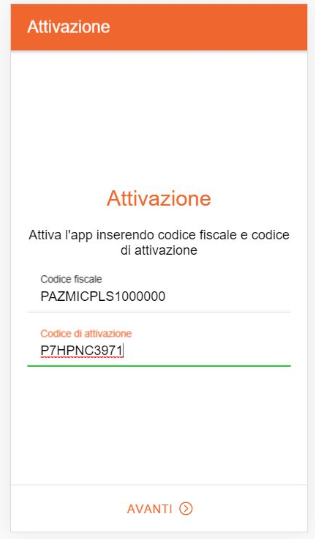 Attivazione
Attivazione
Attiva l'app inserendo codice fiscale e codice
di attivazione
Codice fiscale
PAZMICPLS1000000
Codice di attivazione
P7HPNC3971
AVANTI